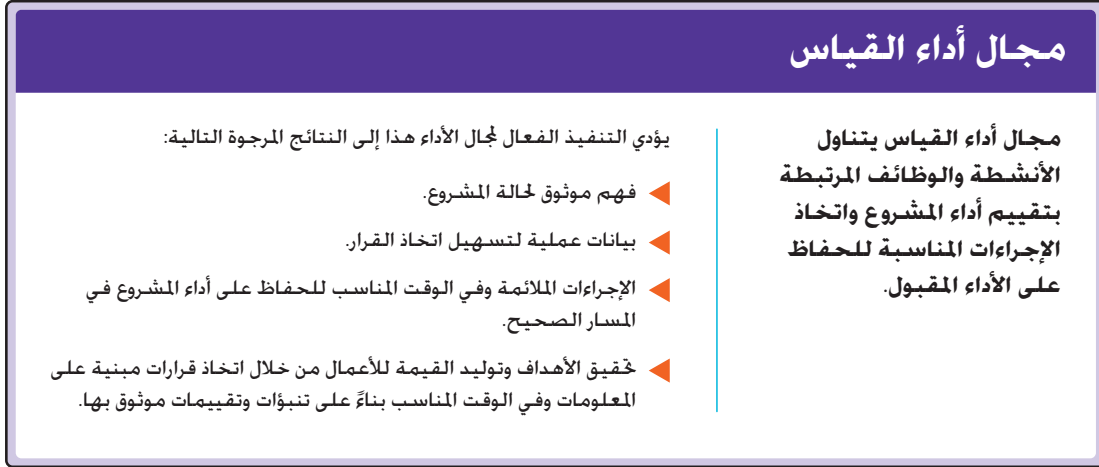 مجال أداء القياس
مجال أداء القياس يتناول
الأنشطة والوظائف المرتبطة
بتقييم أداء المشروع واتخاذ
الإجراءات المناسبة للحفاظ
على الأداء المقبول.
يؤدي التنفيذ الفعال لمجال الأداء هذا إلى النتائج المرجوة التالية:
فهم موثوق لحالة المشروع.
بيانات عملية لتسهيل اتخاذ القرار.
الإجراءات الملائمة وفي الوقت المناسب للحفاظ على أداء المشروع في
المسار الصحيح.
تحقيق الأهداف وتوليد القيمة للأعمال من خلال اتخاذ قرارات مبنية على
المعلومات وفي الوقت المناسب بناءً على تنبؤات وتقييمات موثوق بها.